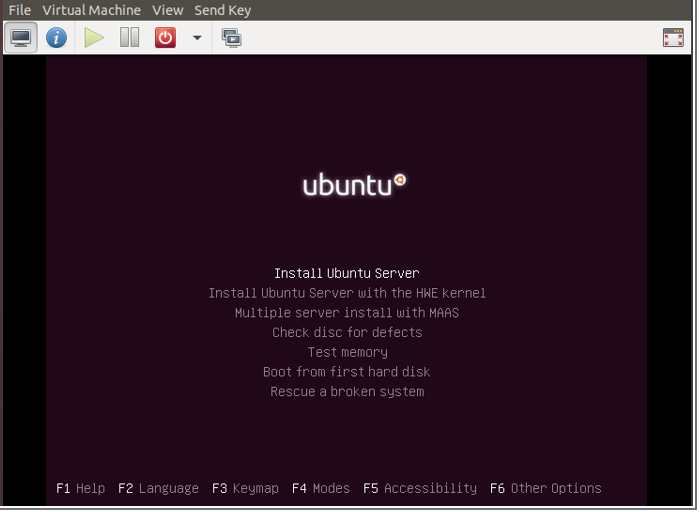 File Virtual Machine View Send Key
ubuntu
Install Ubuntu Server
Install Ubuntu Server with the HWE kernel
Multiple server install with MAAS
Check disc for defects
Test memory
Boot from first hard disk
Rescue a broken system
F1 Help F2 Language F3 Keymap F4 Modes F5 Accessibility F6 Other Options